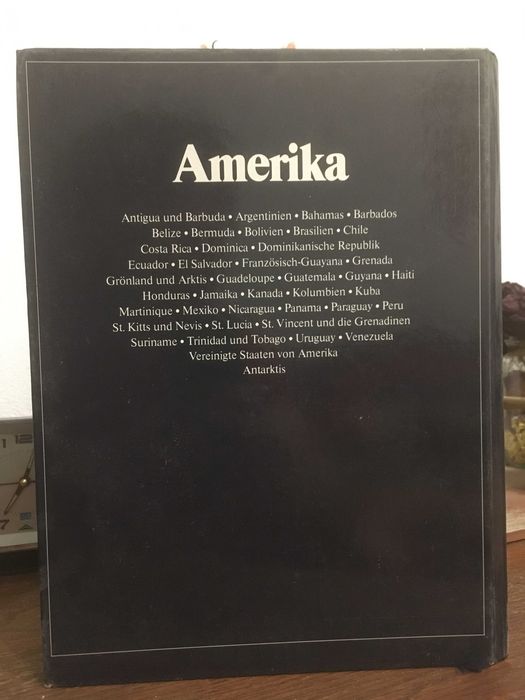 Amerika
Antigua und Barbuda • Argentinien • Bahamas • Barbados
Belize • Bermuda • Bolivien • Brasilien • Chile
Costa Rica • Dominica • Dominikanische Republik
Ecuador • El Salvador • Französisch-Guayana • Grenada
Grönland und Arktis • Guadeloupe • Guatemala • Guyana • Haiti
Honduras • Jamaika • Kanada • Kolumbien • Kuba
Martinique • Mexiko • Nicaragua • Panama • Paraguay • Peru
St. Kitts und Nevis • St. Lucia • St. Vincent und die Grenadinen
Suriname • Trinidad und Tobago • Uruguay • Venezuela
Vereinigte Staaten von Amerika
Antarktis
12
7